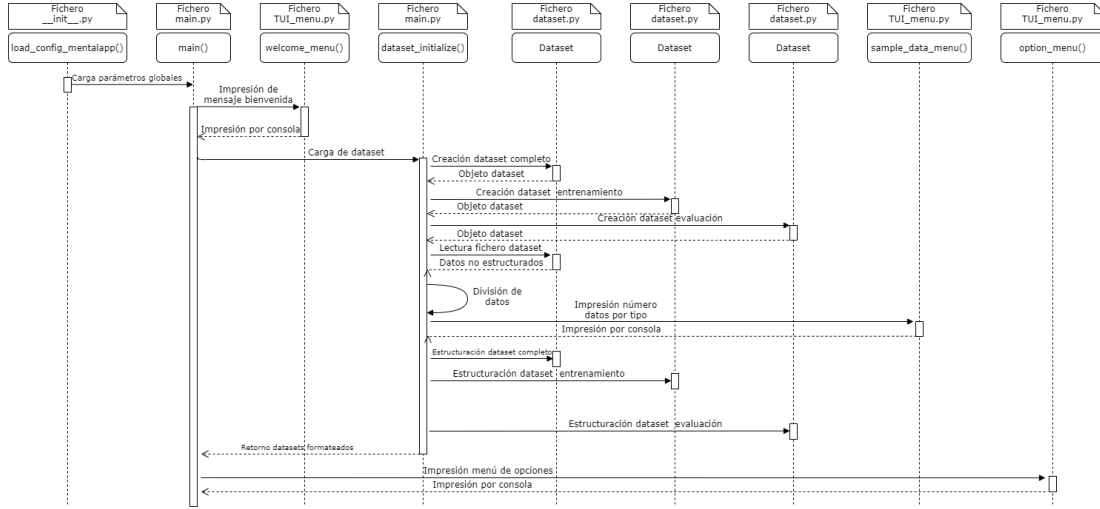 Fichero
__init__.py
Fichero
main.py
Fichero
TUI_menu.py
Fichero
main.py
Fichero
dataset.py
Fichero
dataset.py
Fichero
dataset.py
Fichero
TUI_menu.py
Fichero
TUI_menu.py
load_config_mentalapp()
main()
welcome_menu()
dataset_initialize()
Dataset
Dataset
Dataset
sample_data_menu()
option_menu()
Carga parámetros globales
Impresión de
mensaje bienvenida
Impresión por consola
Carga de dataset
Creación dataset completo
Objeto dataset
Creación dataset entrenamiento
Objeto dataset
Creación dataset evaluación
Objeto dataset
Lectura fichero dataset
Datos no estructurados
División de
datos
Impresión número
datos por tipo
Impresión por consola
Estructuración dataset completo
Estructuración dataset entrenamiento
Estructuración dataset evaluación
Retorno datasets formateados
Impresión menú de opciones
Impresión por consola